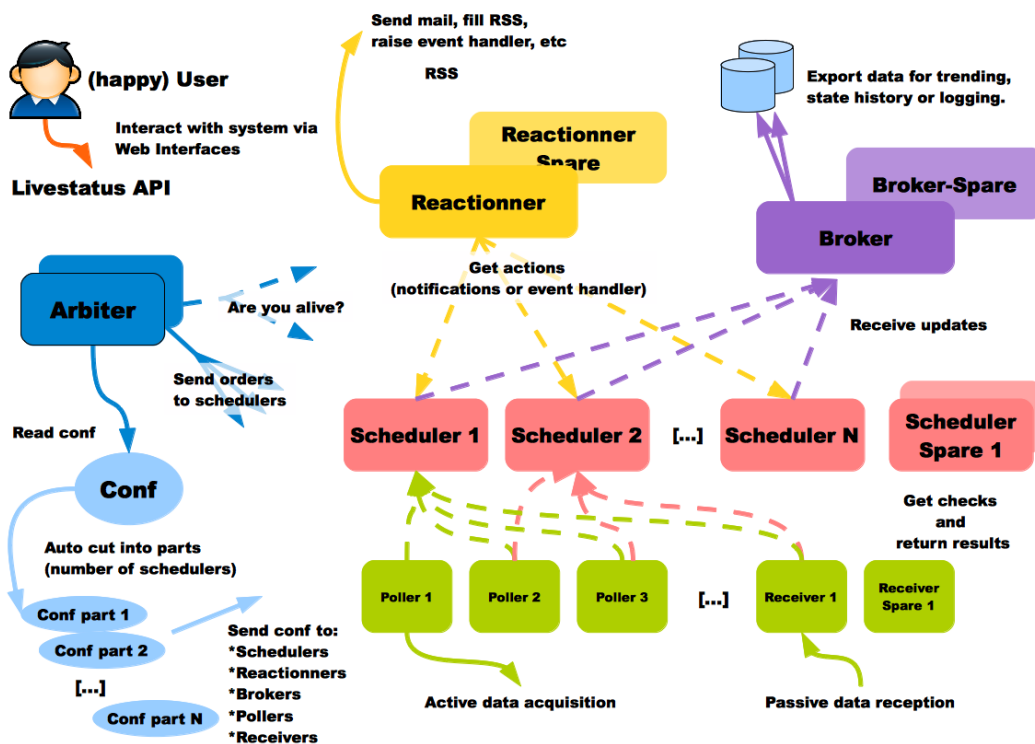 Send mail, fill RSS,
raise event handler, etc
RSS
(happy) User
Interact with system via
Web Interfaces
Livestatus API
Export data for trending,
state history or logging.
Reactionner
Spare
Reactionner
Broker-Spare
Broker
Get actions
(notifications or event handler)
Arbiter
Are you alive?
Receive updates
Send orders
to schedulers
Read conf
Scheduler 1
Scheduler 2
[...]
Scheduler N
Scheduler
Spare 1
Conf
Get checks
and
return results
Auto cut into parts
(number of schedulers)
Poller 1
Poller 2
Poller 3
[...]
Receiver 1
Receiver
Spare 1
Conf part 1
Conf part 2
[...]
Conf part N
Send conf to:
*Schedulers
*Reactionners
*Brokers
*Pollers
*Receivers
Active data acquisition
Passive data reception